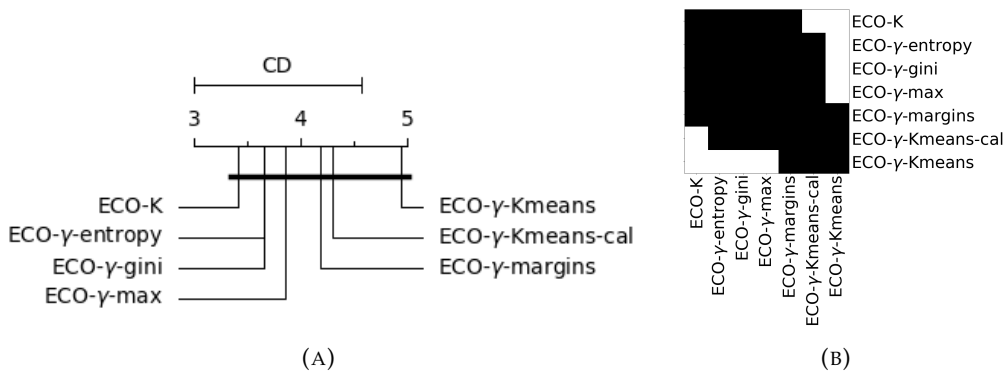 CD
3 4 5
ECO-K
ECO-γ-entropy
ECO-γ-gini
ECO-γ-max
ECO-γ-Kmeans
ECO-γ-Kmeans-cal
ECO-γ-margins
(A)
ECO-K
ECO-γ-entropy
ECO-γ-gini
ECO-γ-max
ECO-γ-margins
ECO-γ-Kmeans-cal
ECO-γ-Kmeans
ECO-K
ECO-γ-entropy
ECO-γ-gini
ECO-γ-max
ECO-γ-margins
ECO-γ-Kmeans-cal
ECO-γ-Kmeans
(B)